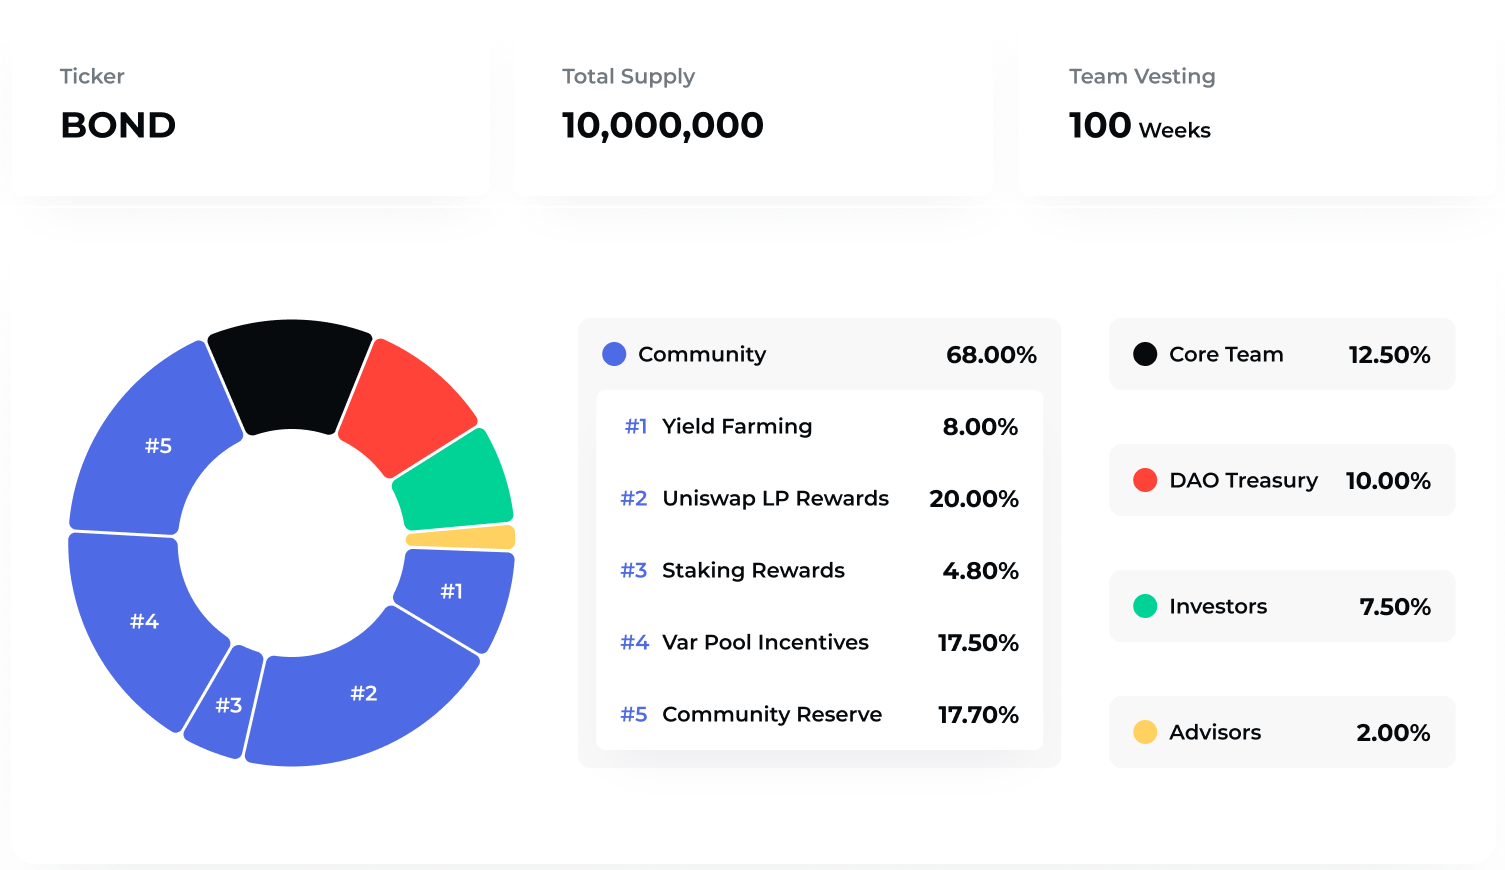 Ticker
BOND
Total Supply
10,000,000
Team Vesting
100 Weeks
#5
#4
#3
#2
#1
Community 68.00%
#1 Yield Farming 8.00%
#2 Uniswap LP Rewards 20.00%
#3 Staking Rewards 4.80%
#4 Var Pool Incentives 17.50%
#5 Community Reserve 17.70%
Core Team 12.50%
DAO Treasury 10.00%
Investors 7.50%
Advisors 2.00%